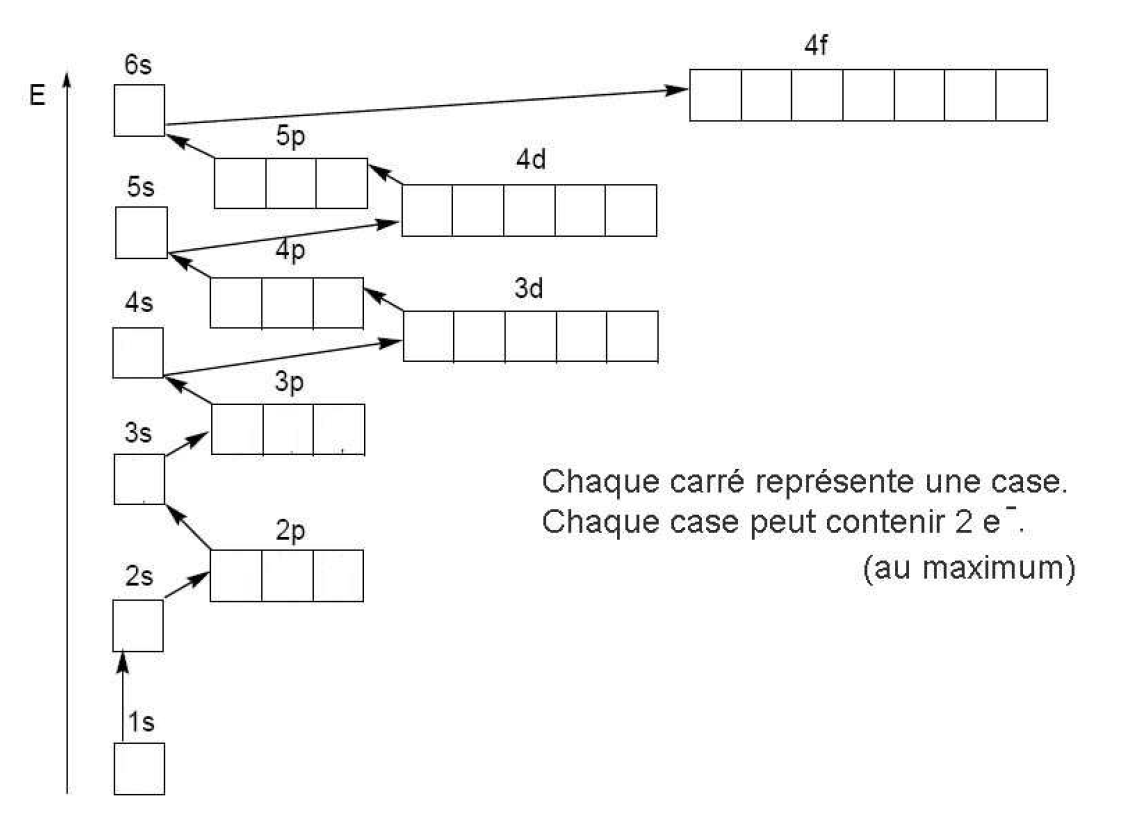 4f
6s
E
5p
4d
5s
4p
3d
4s
3p
3s
Chaque carré représente une case.
Chaque case peut contenir 2 e⁻.
2p
(au maximum)
2s
1s